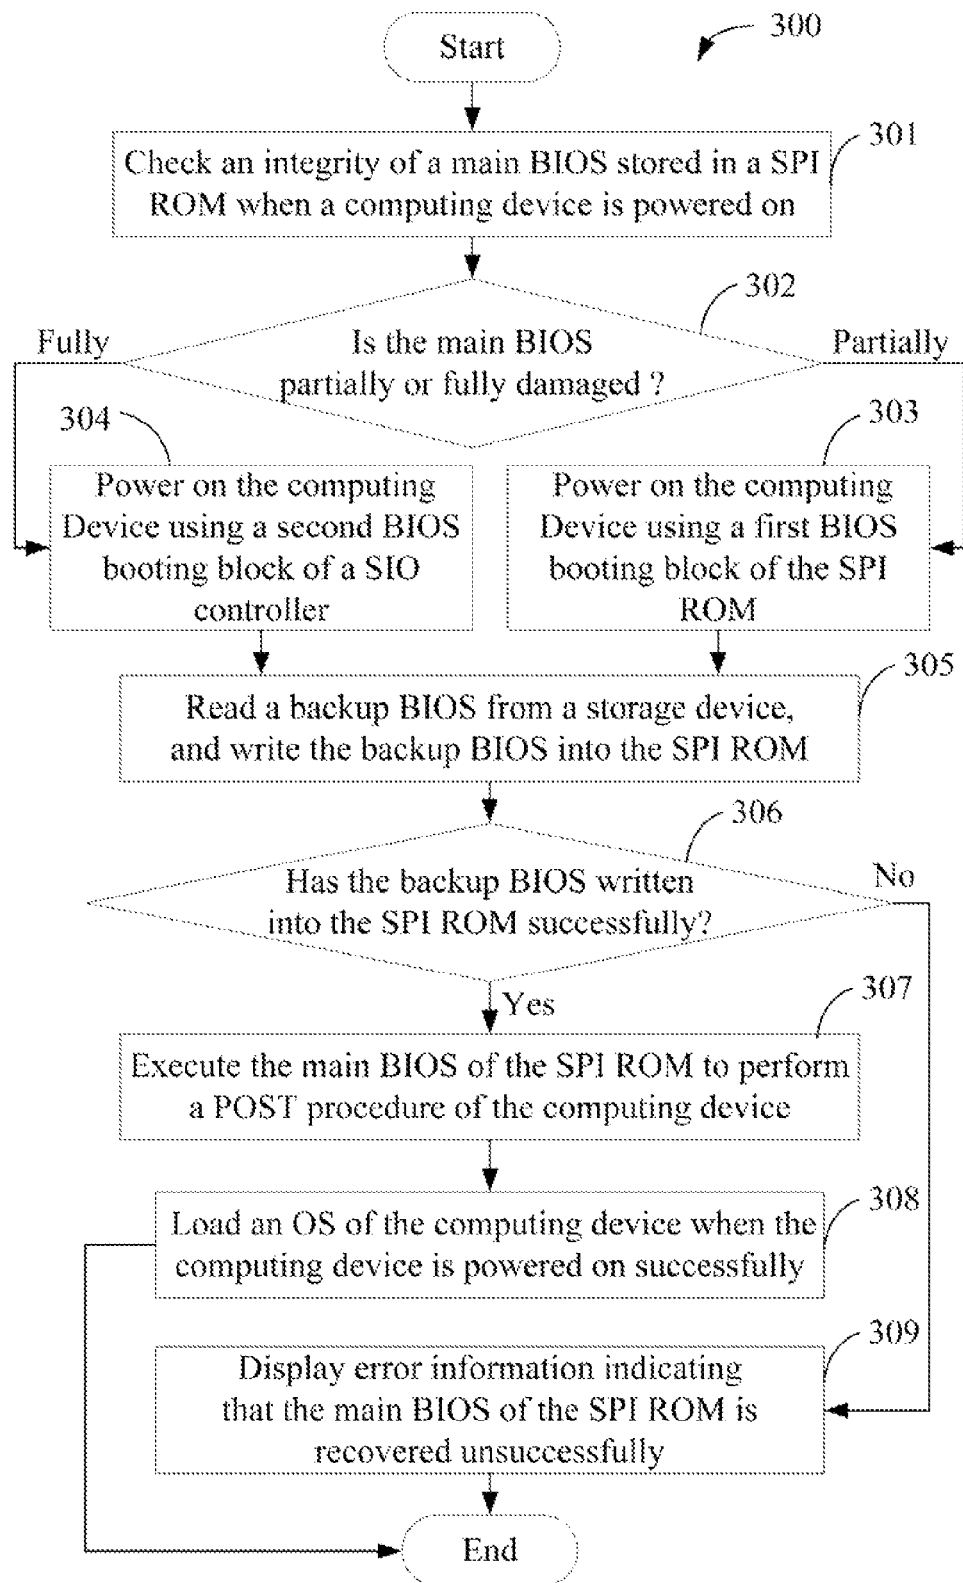 Start
300
301
Check an integrity of a main BIOS stored in a SPI
ROM when a computing device is powered on
302
Fully
Is the main BIOS
partially or fully damaged ?
Partially
304
303
Power on the computing
Device using a second BIOS
booting block of a SIO
controller
Power on the computing
Device using a first BIOS
booting block of the SPI
ROM
305
Read a backup BIOS from a storage device,
and write the backup BIOS into the SPI ROM
306
Has the backup BIOS written
into the SPI ROM successfully?
No
Yes
307
Execute the main BIOS of the SPI ROM to perform
a POST procedure of the computing device
308
Load an OS of the computing device when the
computing device is powered on successfully
309
Display error information indicating
that the main BIOS of the SPI ROM is
recovered unsuccessfully
End